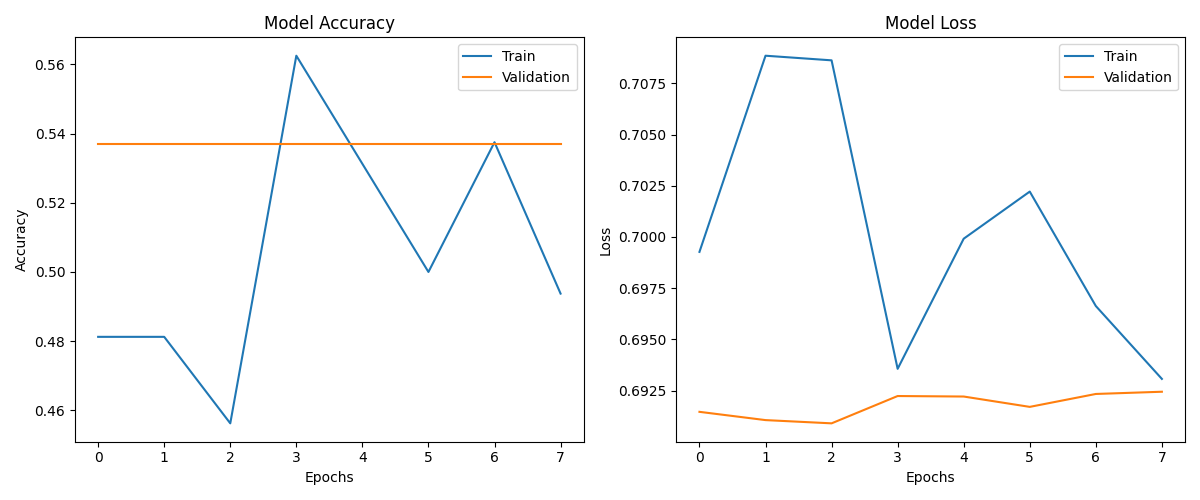 Model Accuracy
Train
Validation
0.56
0.54
0.52
0.50
0.48
0.46
Accuracy
0 1 2 3 4 5 6 7
Epochs
Model Loss
Train
Validation
0.7075
0.7050
0.7025
0.7000
0.6975
0.6950
0.6925
Loss
0 1 2 3 4 5 6 7
Epochs